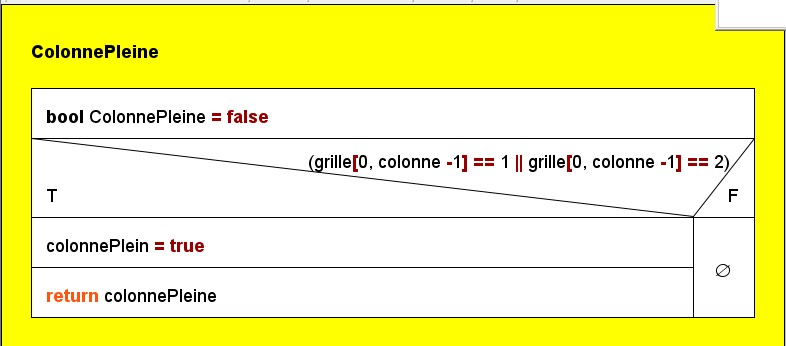 ColonnePleine
bool ColonnePleine = false
(grille[0, colonne -1] == 1 || grille[0, colonne -1] == 2)
T
F
colonnePlein = true
∅
return colonnePleine